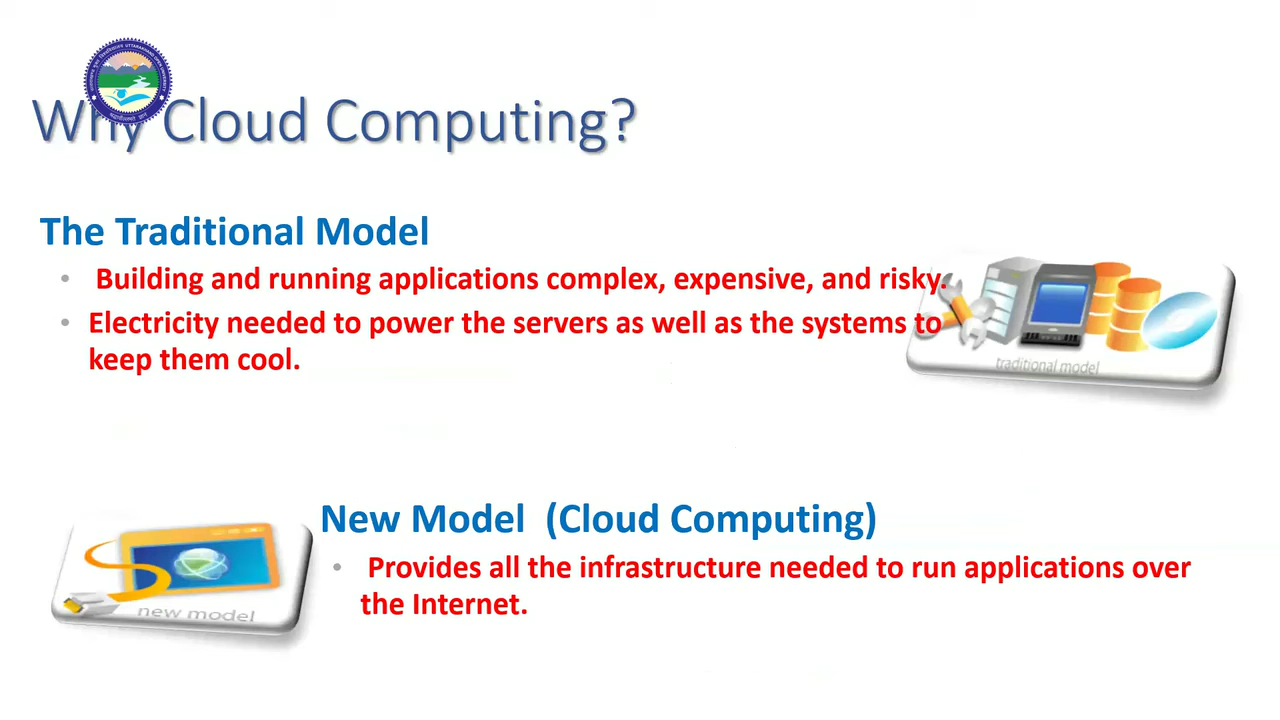 Why Cloud Computing?
The Traditional Model
• Building and running applications complex, expensive, and risky.
• Electricity needed to power the servers as well as the systems to
keep them cool.
traditional model
New Model (Cloud Computing)
• Provides all the infrastructure needed to run applications over
the Internet.
new model